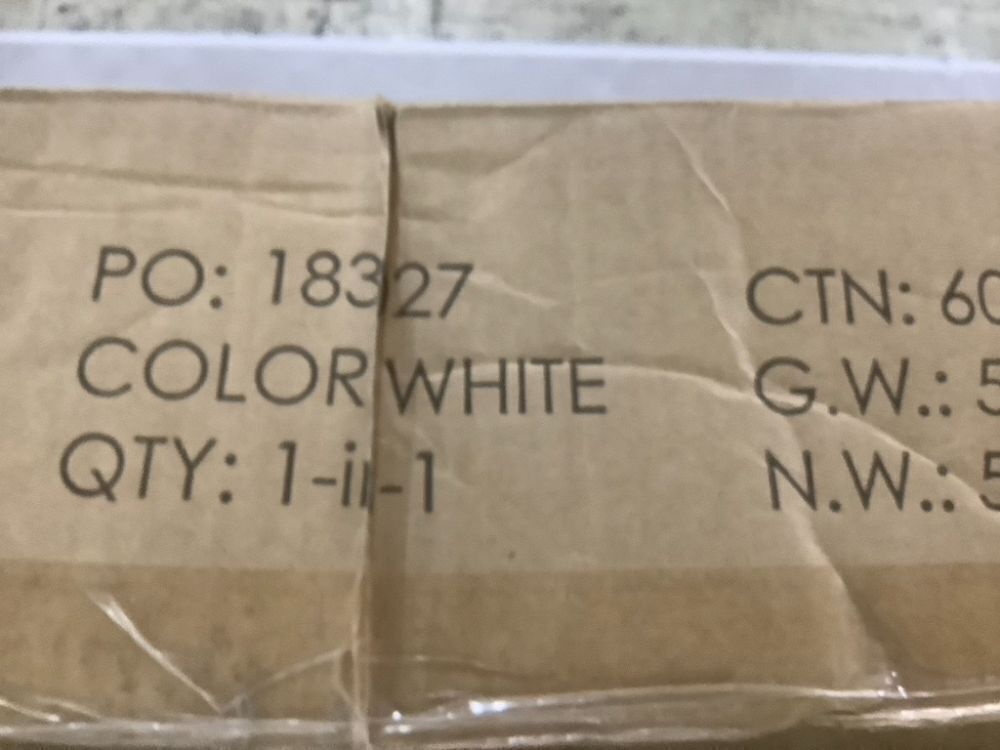 PO: 18327
COLOR WHITE
QTY: 1-in-1
CTN: 60
G.W.: 5
N.W.: 5